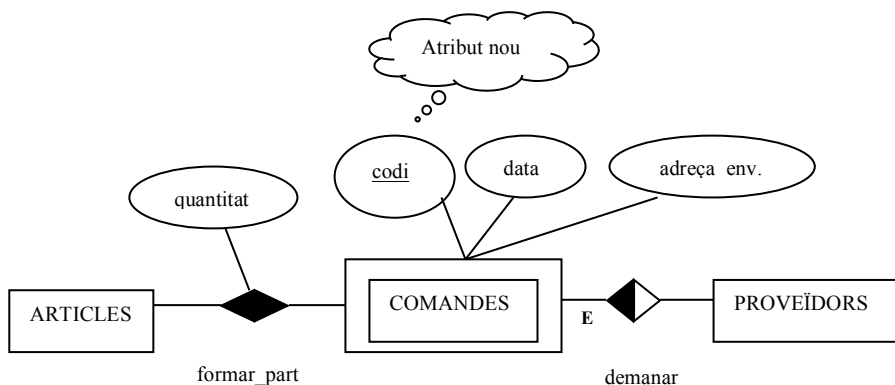 Atribut nou
codi
data
adreça env.
quantitat
ARTICLES
COMANDES
E
PROVEÏDORS
formar_part
demanar